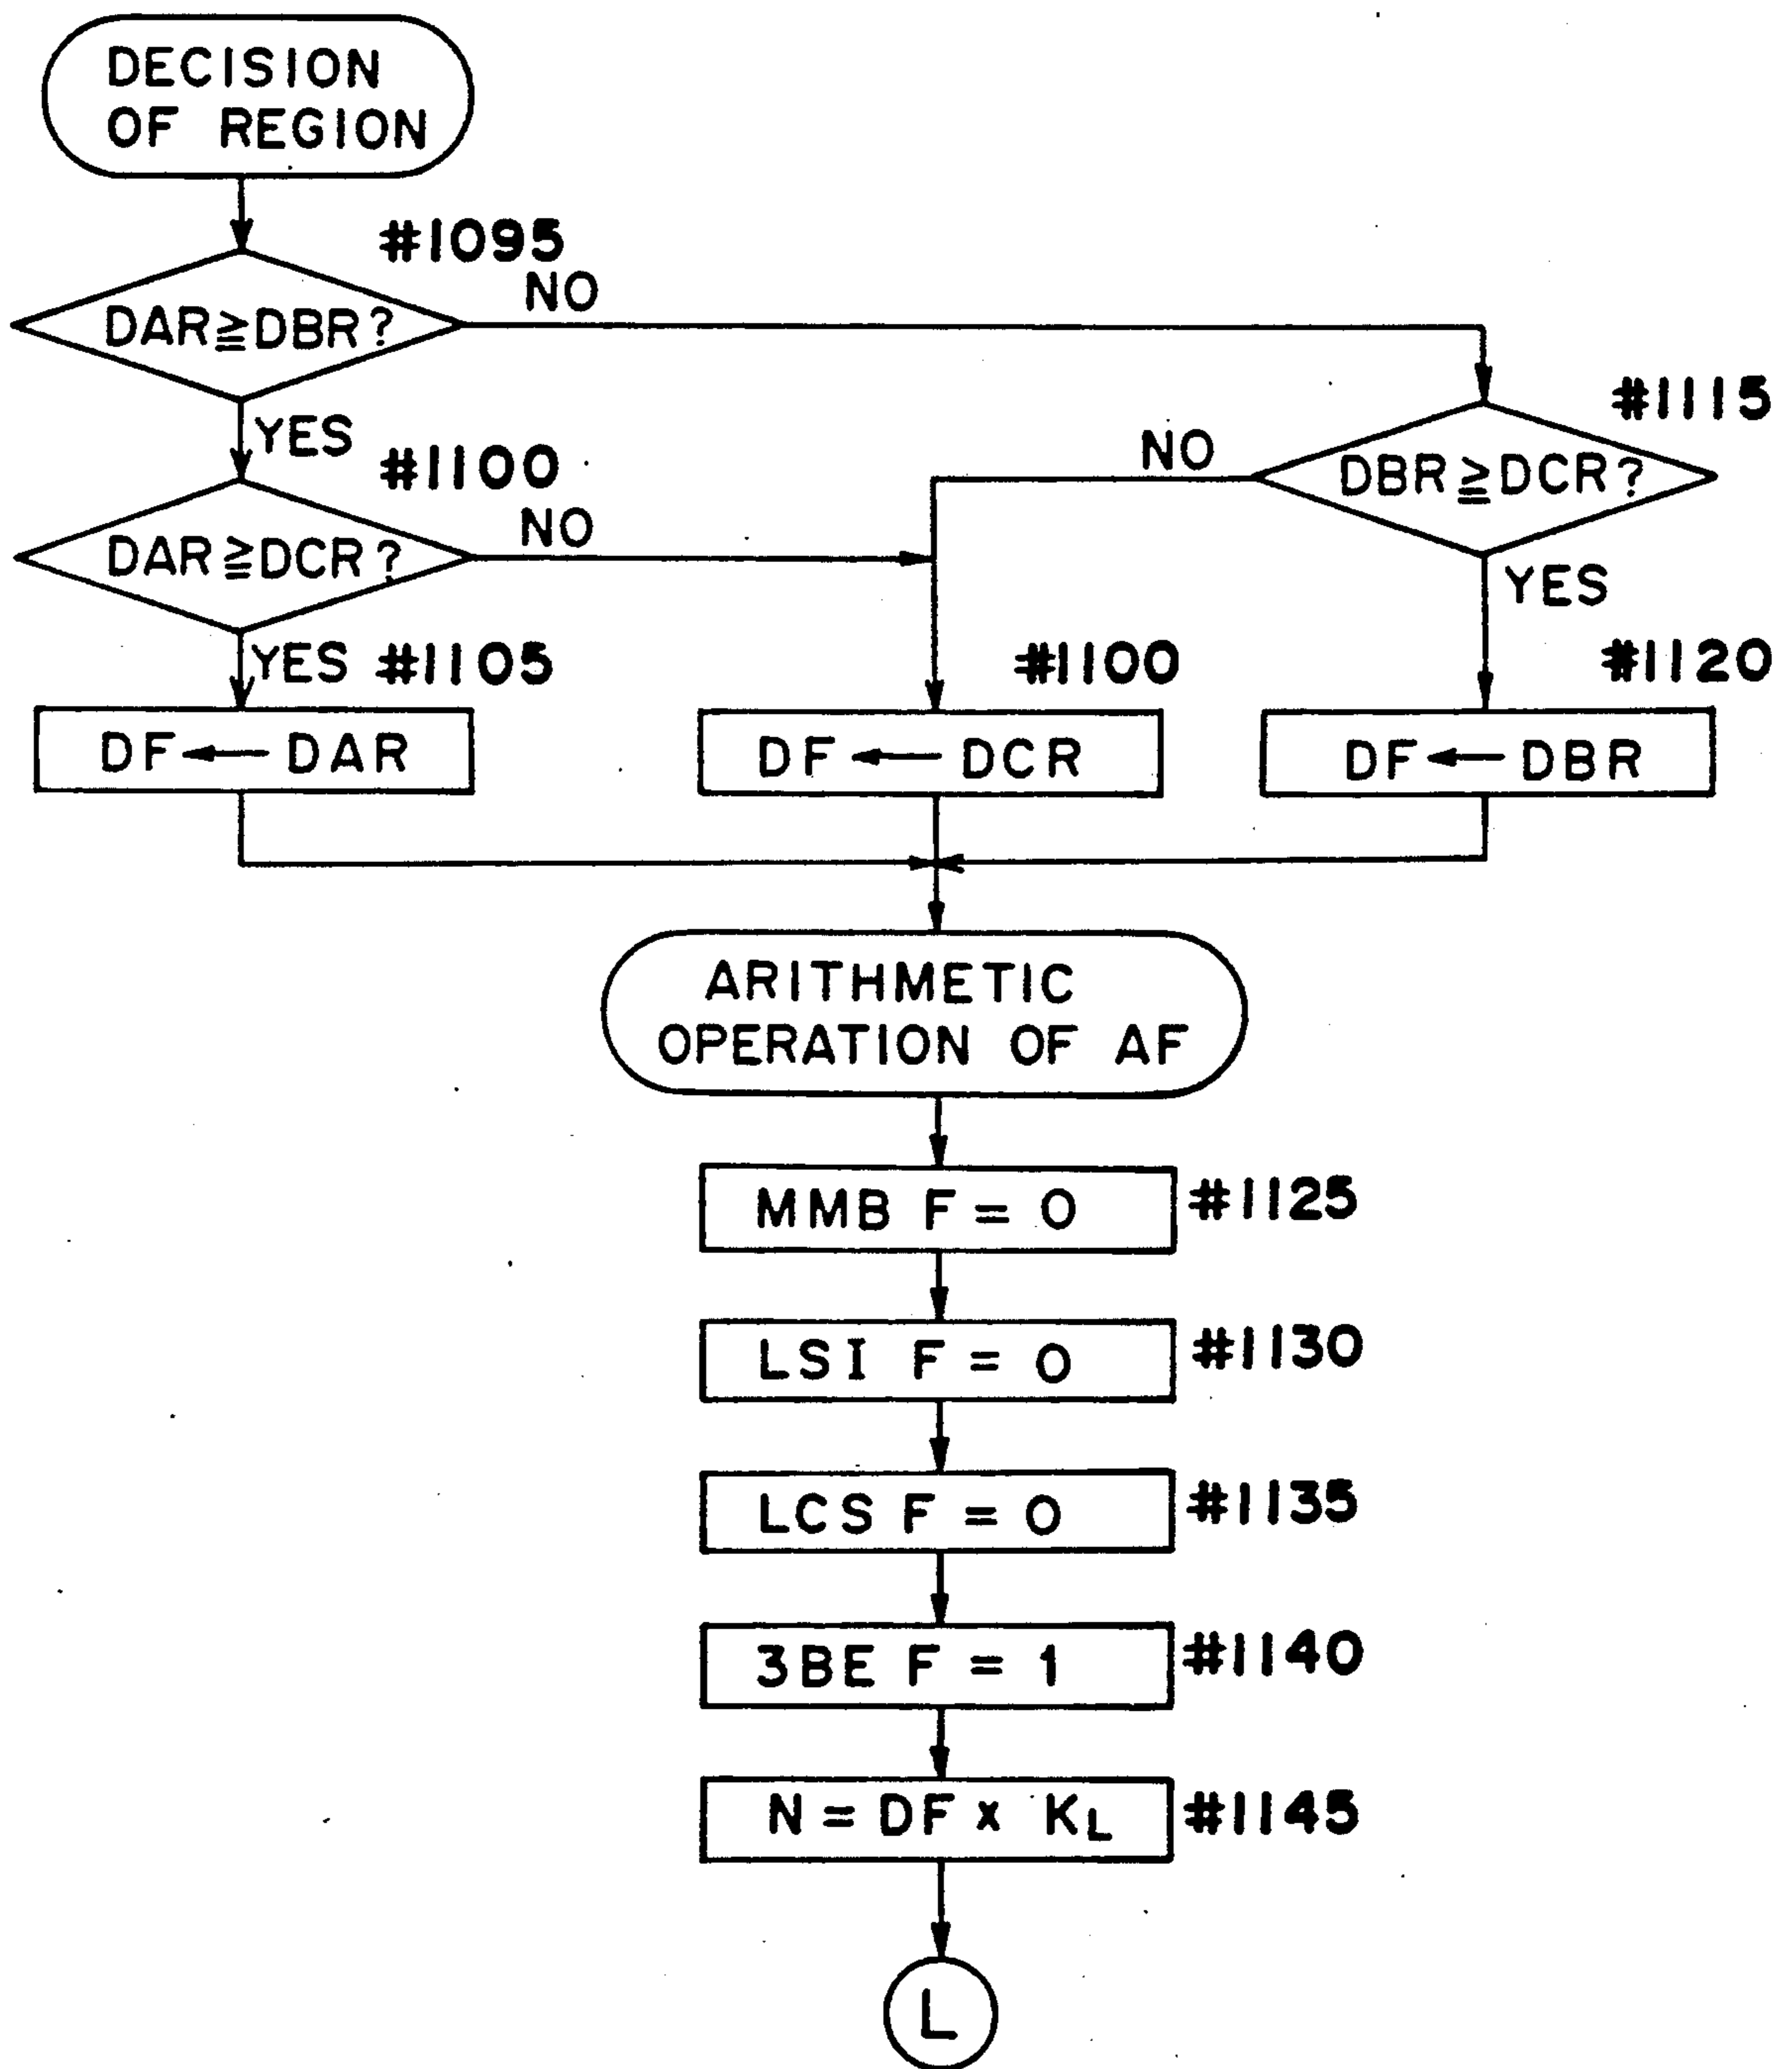 DECISION
OF REGION
#1095
DAR≧DBR?
NO
YES
#1115
DBR≧DCR?
NO
YES
#1100
DAR≧DCR?
NO
YES #1105
DF← DAR
#1100
DF ← DCR
#1120
DF ← DBR
ARITHMETIC
OPERATION OF AF
MMB F = 0 #1125
LSI F = 0 #1130
LCS F = 0 #1135
3BE F = 1 #1140
N = DF x KL #1145
L